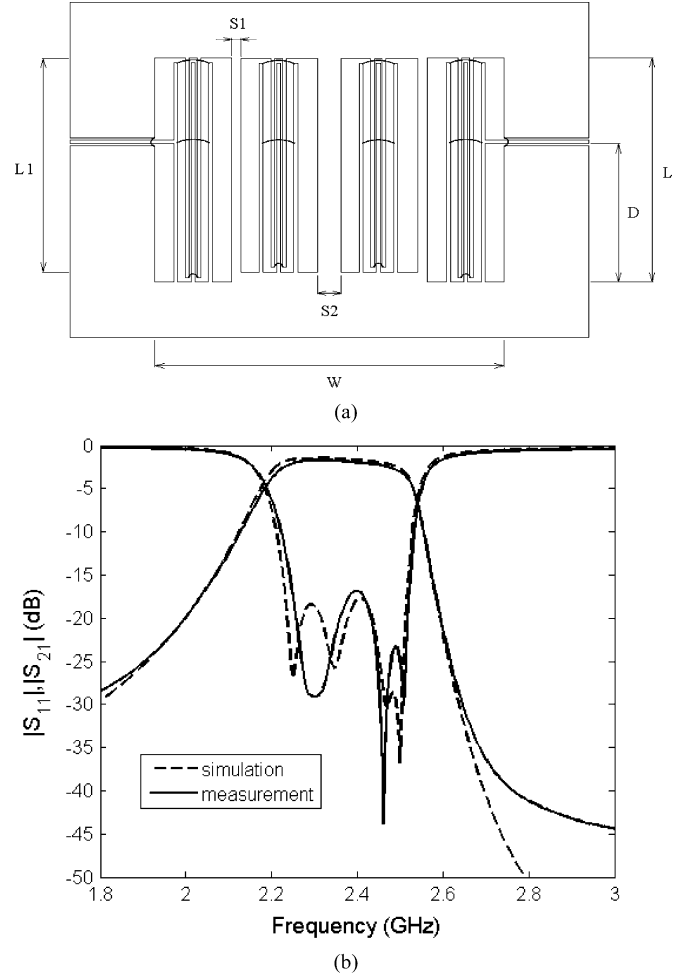 S1
L1
L
D
S2
W
(a)
0
-5
-10
-15
-20
-25
-30
-35
-40
-45
-50
|S11|,|S21| (dB)
simulation
measurement
1.8
2
2.2
2.4
2.6
2.8
3
Frequency (GHz)
(b)